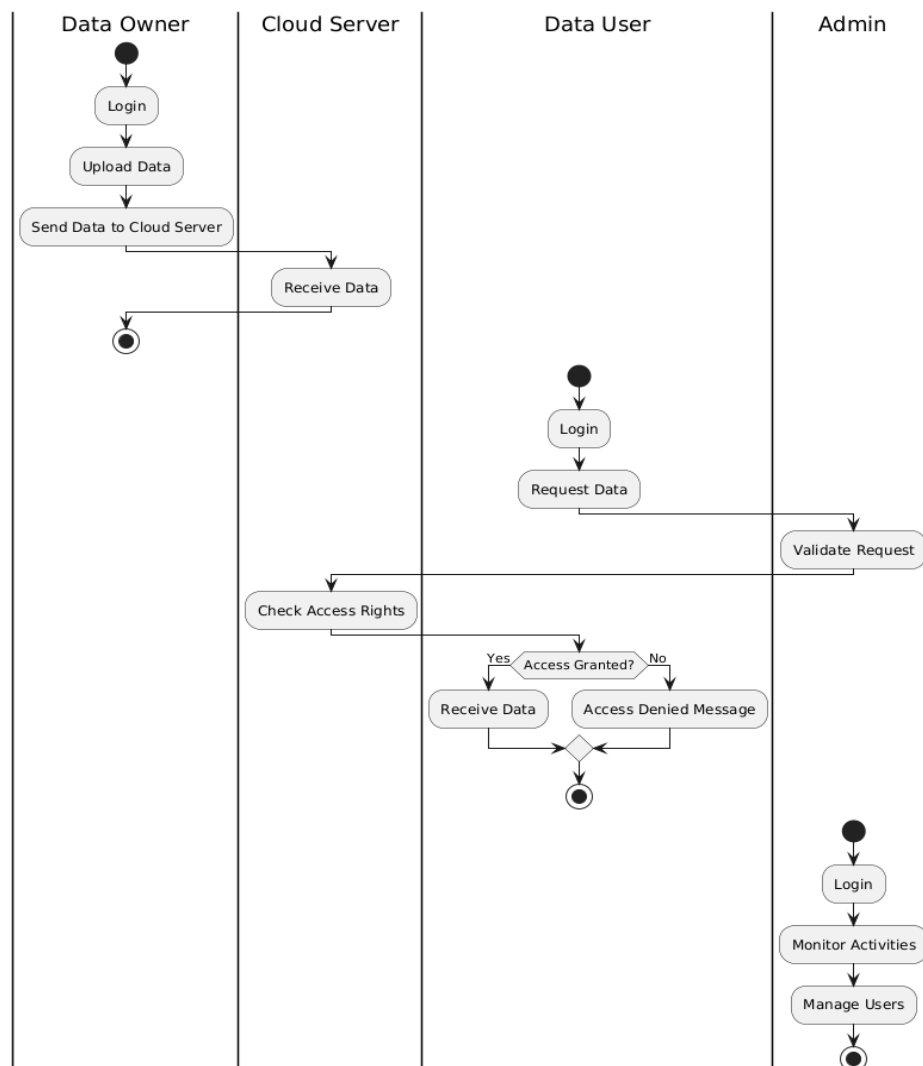 Data Owner
Cloud Server
Data User
Admin
Login
Upload Data
Send Data to Cloud Server
Receive Data
Login
Request Data
Validate Request
Check Access Rights
Yes
Access Granted?
No
Receive Data
Access Denied Message
Login
Monitor Activities
Manage Users